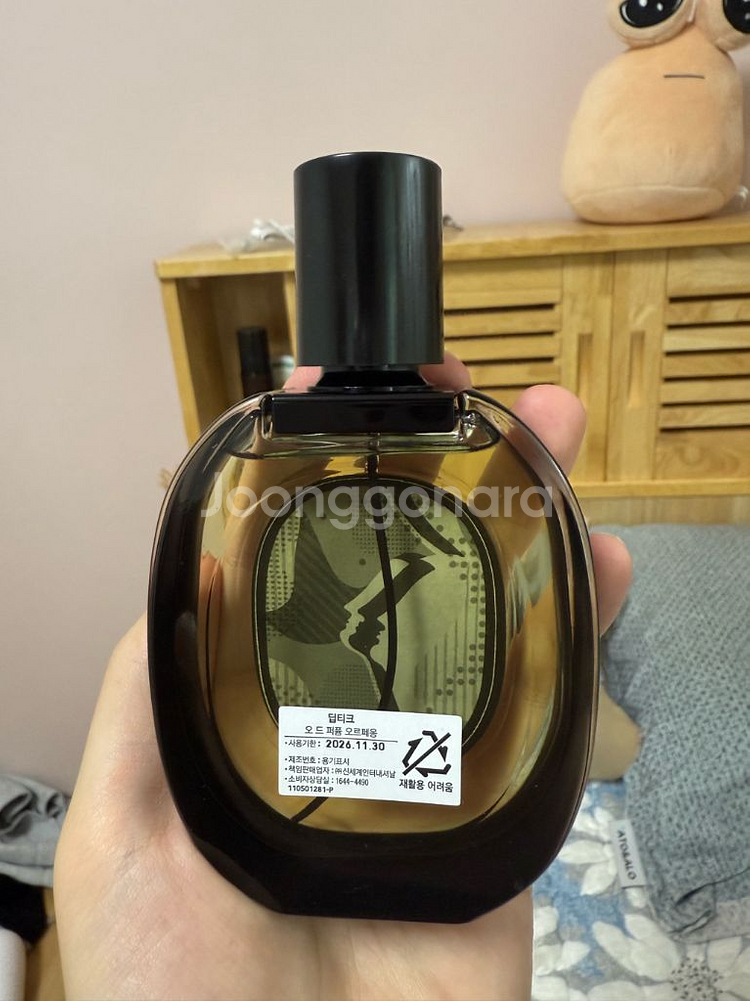 Joonggonara
딥티크
오 드 퍼퓸 오르페옹
·사용기한 : 2026.11.30
·제조번호 : 용기표시
·책임판매업자 : ㈜신세계인터내셔날
·소비자상담실 : 1644-4490
110501281-P
재활용 어려움
ATO&ALO